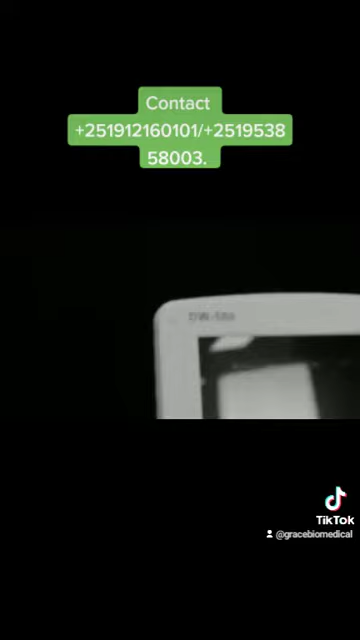 Contact
+251912160101/+2519538
58003.
TikTok
@gracebiomedical